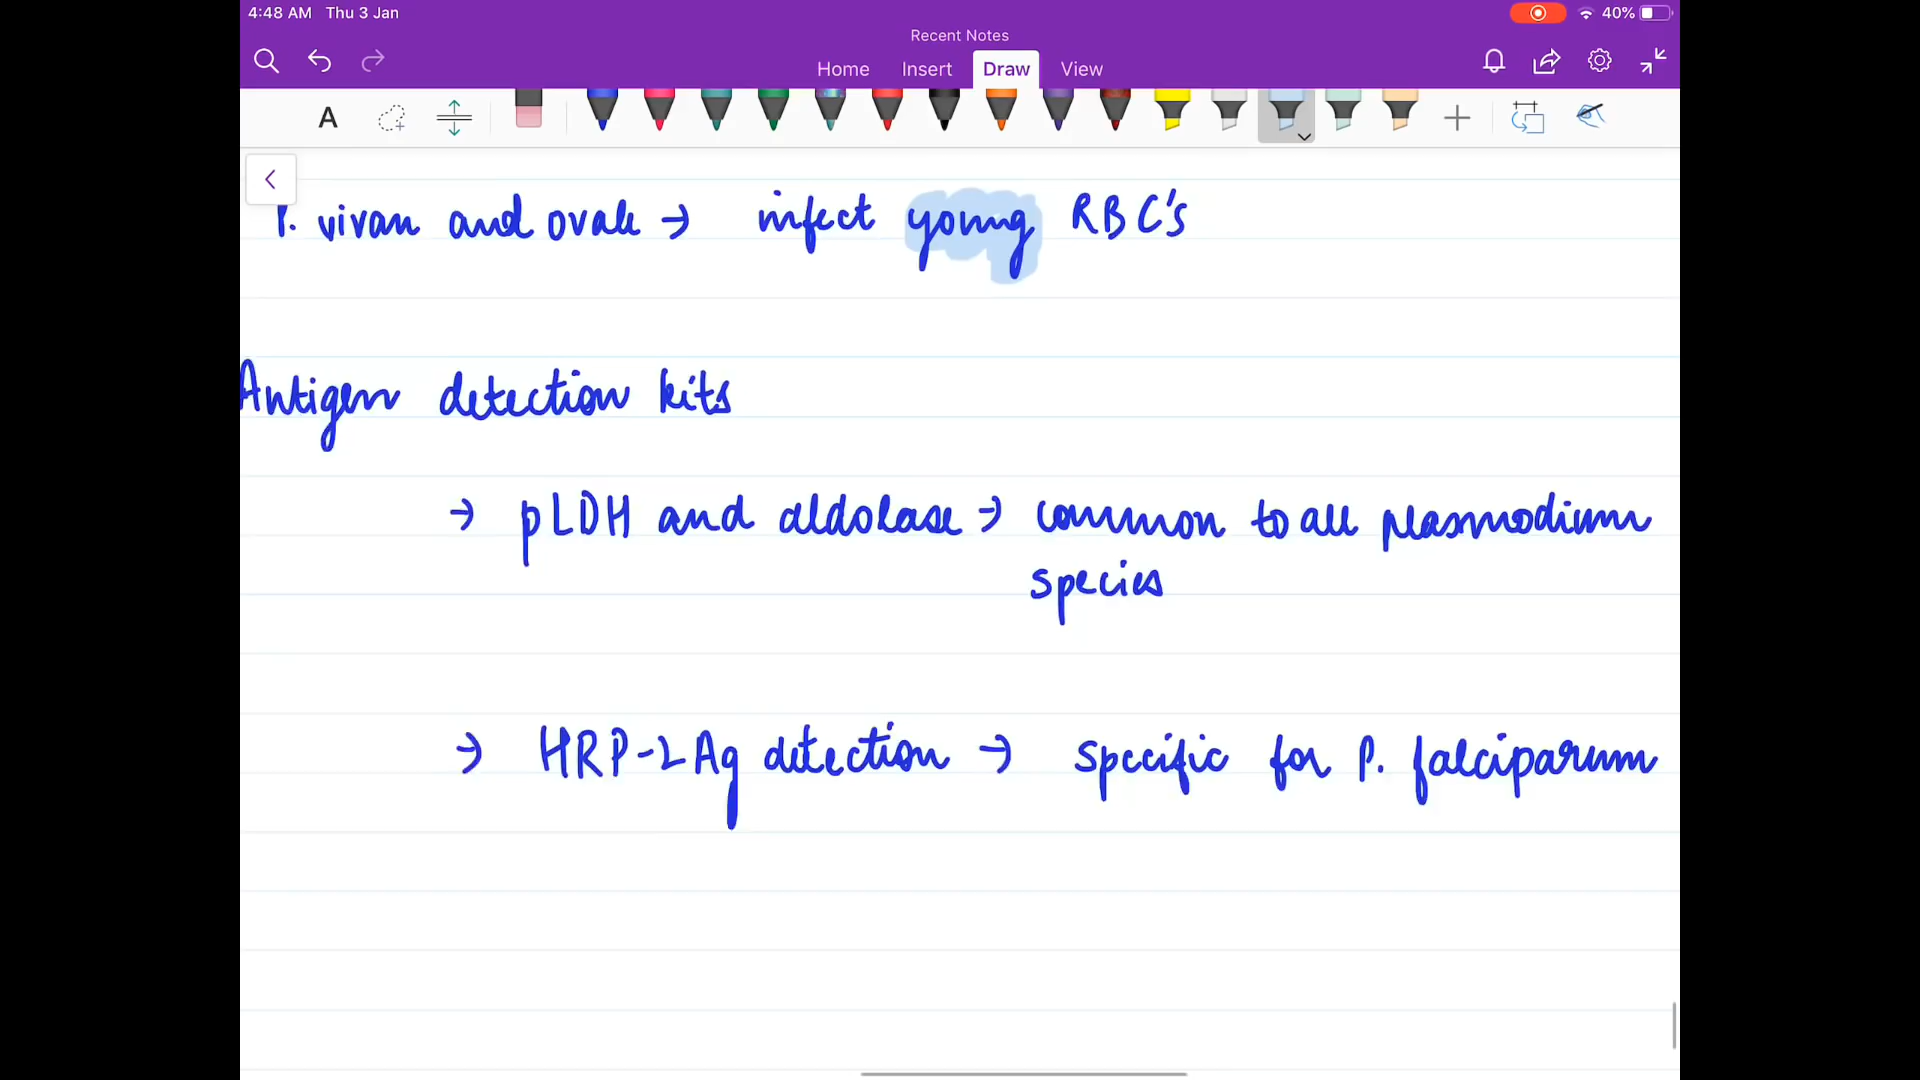 4:48 AM Thu 3 Jan
40%
Recent Notes
Home Insert Draw View
A
P. vivax and ovale → infect young RBC's
Antigen detection kits
→ pLDH and aldolase → common to all plasmodium
species
→ HRP-2 Ag detection → specific for P. falciparum